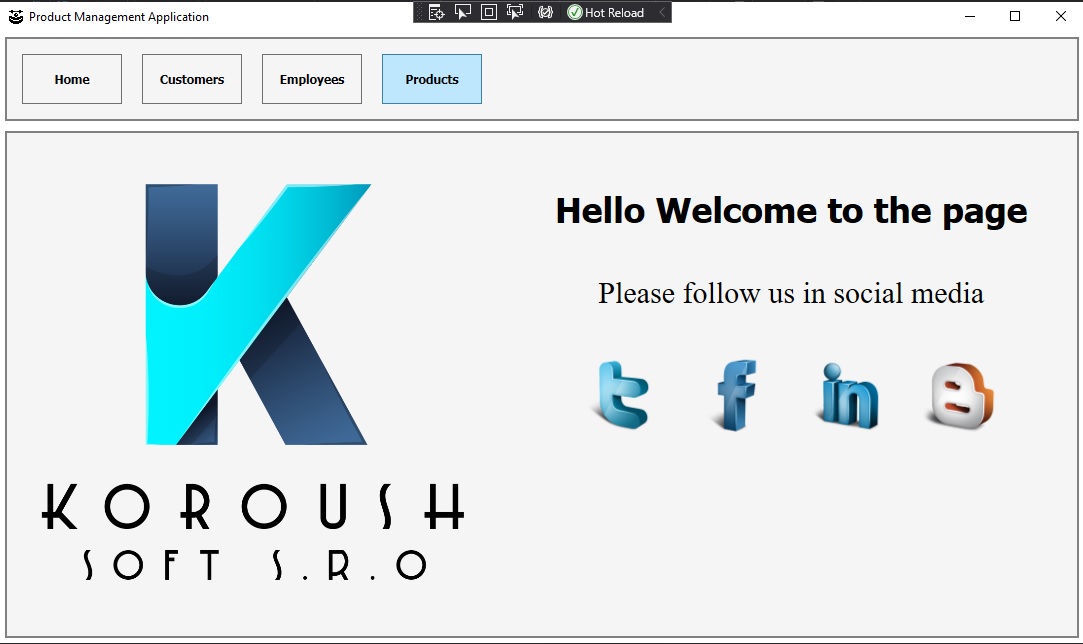 Product Management Application
Hot Reload
Home Customers Employees Products
Hello Welcome to the page
Please follow us in social media
KOROUSH
SOFT S.R.O